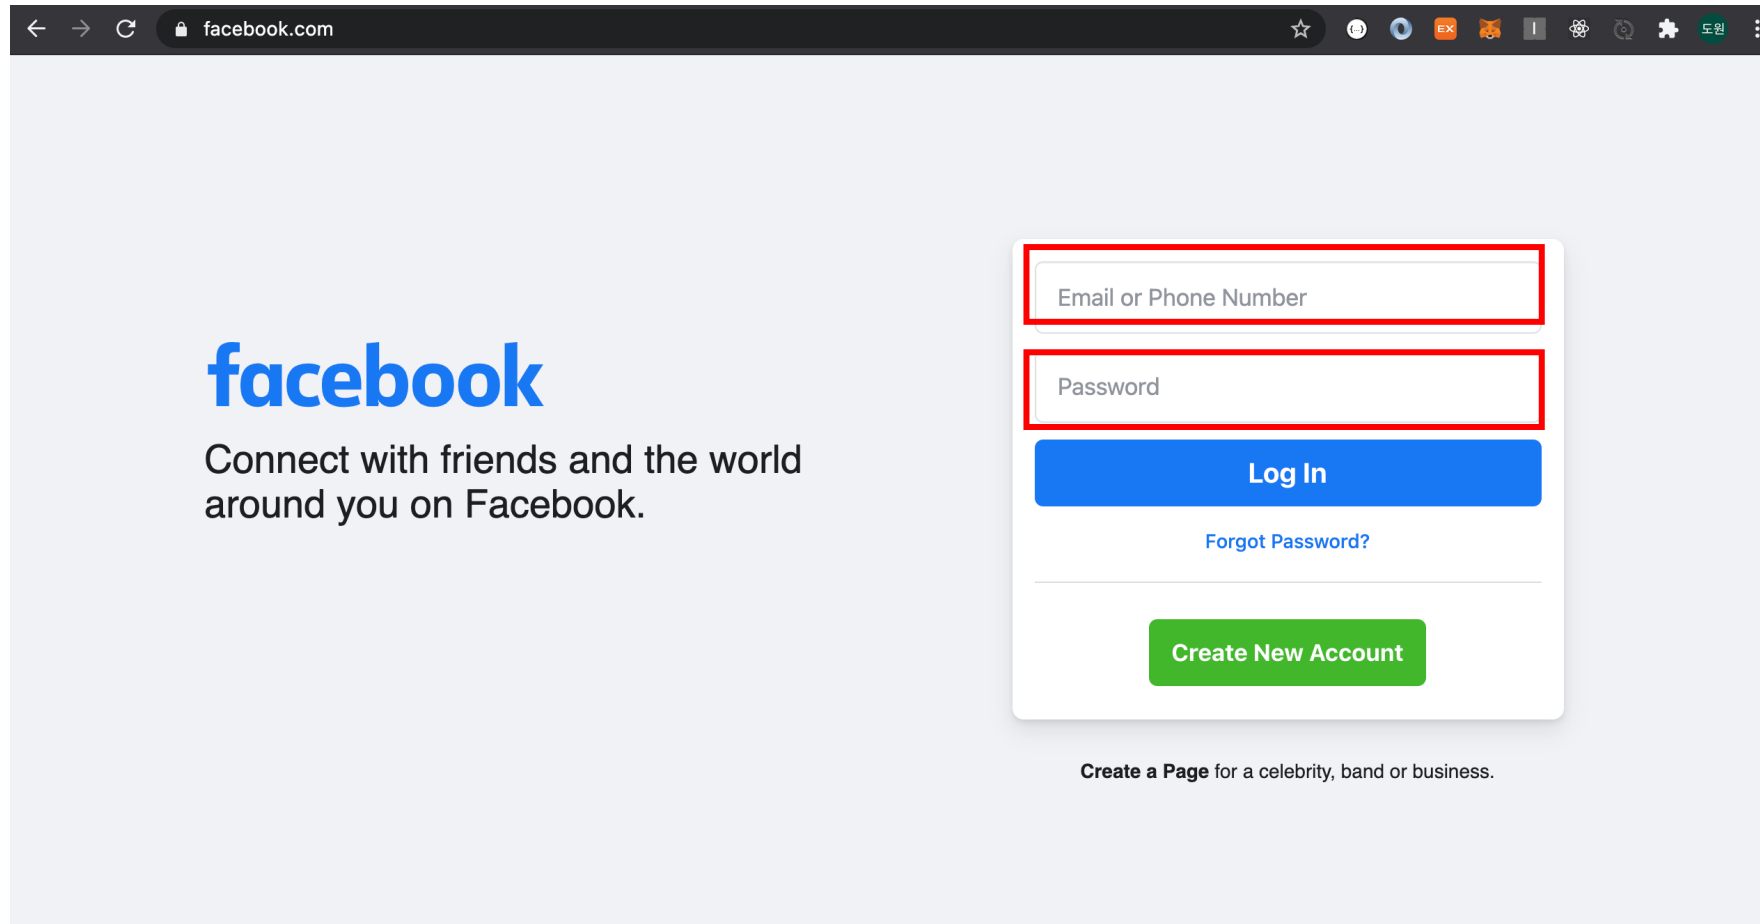 facebook.com
{...}
EX
I
도원
Email or Phone Number
facebook
Password
Connect with friends and the world
around you on Facebook.
Log In
Forgot Password?
Create New Account
Create a Page for a celebrity, band or business.